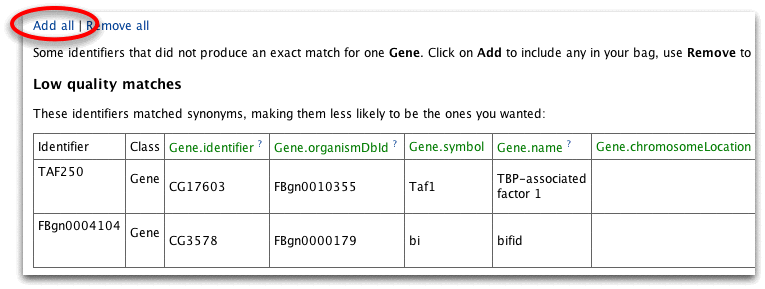 Add all | Remove all
Some identifiers that did not produce an exact match for one Gene. Click on Add to include any in your bag, use Remove to
Low quality matches
These identifiers matched synonyms, making them less likely to be the ones you wanted:
Identifier Class Gene.identifier ? Gene.organismDbId ? Gene.symbol Gene.name ? Gene.chromosomeLocation
TAF250 Gene CG17603 FBgn0010355 Taf1 TBP-associated
factor 1
FBgn0004104 Gene CG3578 FBgn0000179 bi bifid